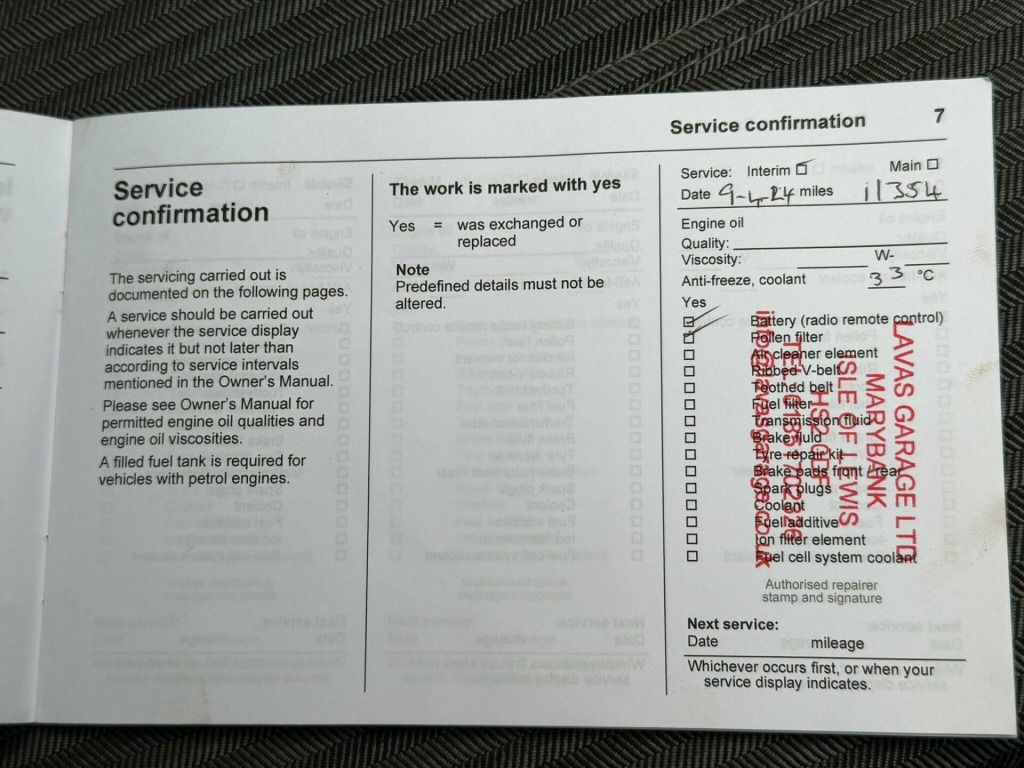 Service confirmation 7
Service
confirmation
The servicing carried out is
documented on the following pages.
A service should be carried out
whenever the service display
indicates it but not later than
according to service intervals
mentioned in the Owner's Manual.
Please see Owner's Manual for
permitted engine oil qualities and
engine oil viscosities.
A filled fuel tank is required for
vehicles with petrol engines.
The work is marked with yes
Yes = was exchanged or
replaced
Note
Predefined details must not be
altered.
Service: Interim Main
Date 9-4-24 miles 11354
Engine oil
Quality:
Viscosity: W-
Anti-freeze, coolant 33 °C
Yes
Battery (radio remote control)
Pollen filter
Air cleaner element
Ribbed V-belt
Toothed belt
Fuel filter
Transmission fluid
Brake fluid
Tyre repair kit
Brake pads front / rear
Spark plugs
Coolant
Fuel additive
Ion filter element
Fuel cell system coolant
LAVAS GARAGE LTD
MARYBANK
ISLE OF LEWIS
HS2 0DF
info@lavasgarage.co.uk
Authorised repairer
stamp and signature
Next service:
Date mileage
Whichever occurs first, or when your
service display indicates.